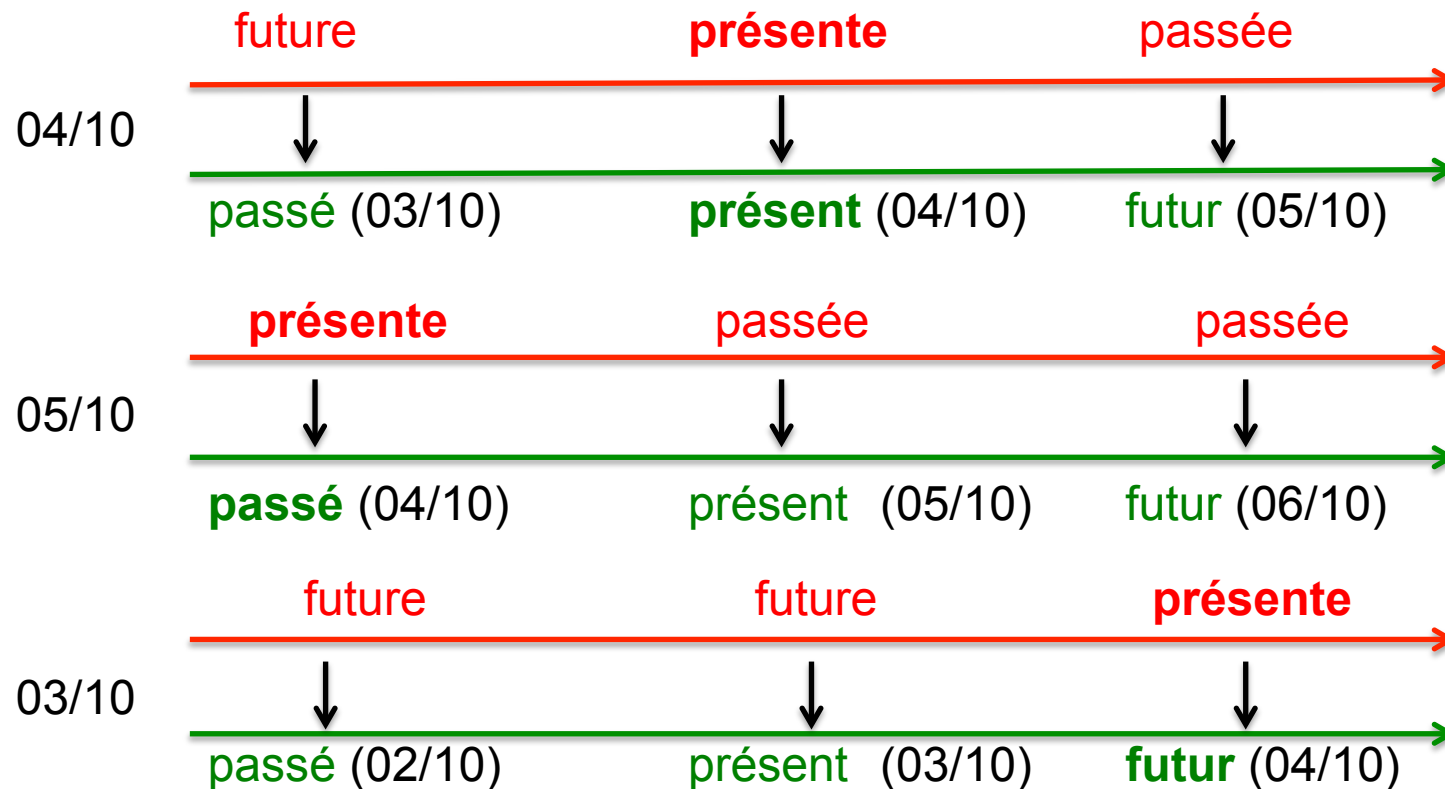 future présente passée
04/10
passé (03/10) présent (04/10) futur (05/10)
présente passée passée
05/10
passé (04/10) présent (05/10) futur (06/10)
future future présente
03/10
passé (02/10) présent (03/10) futur (04/10)